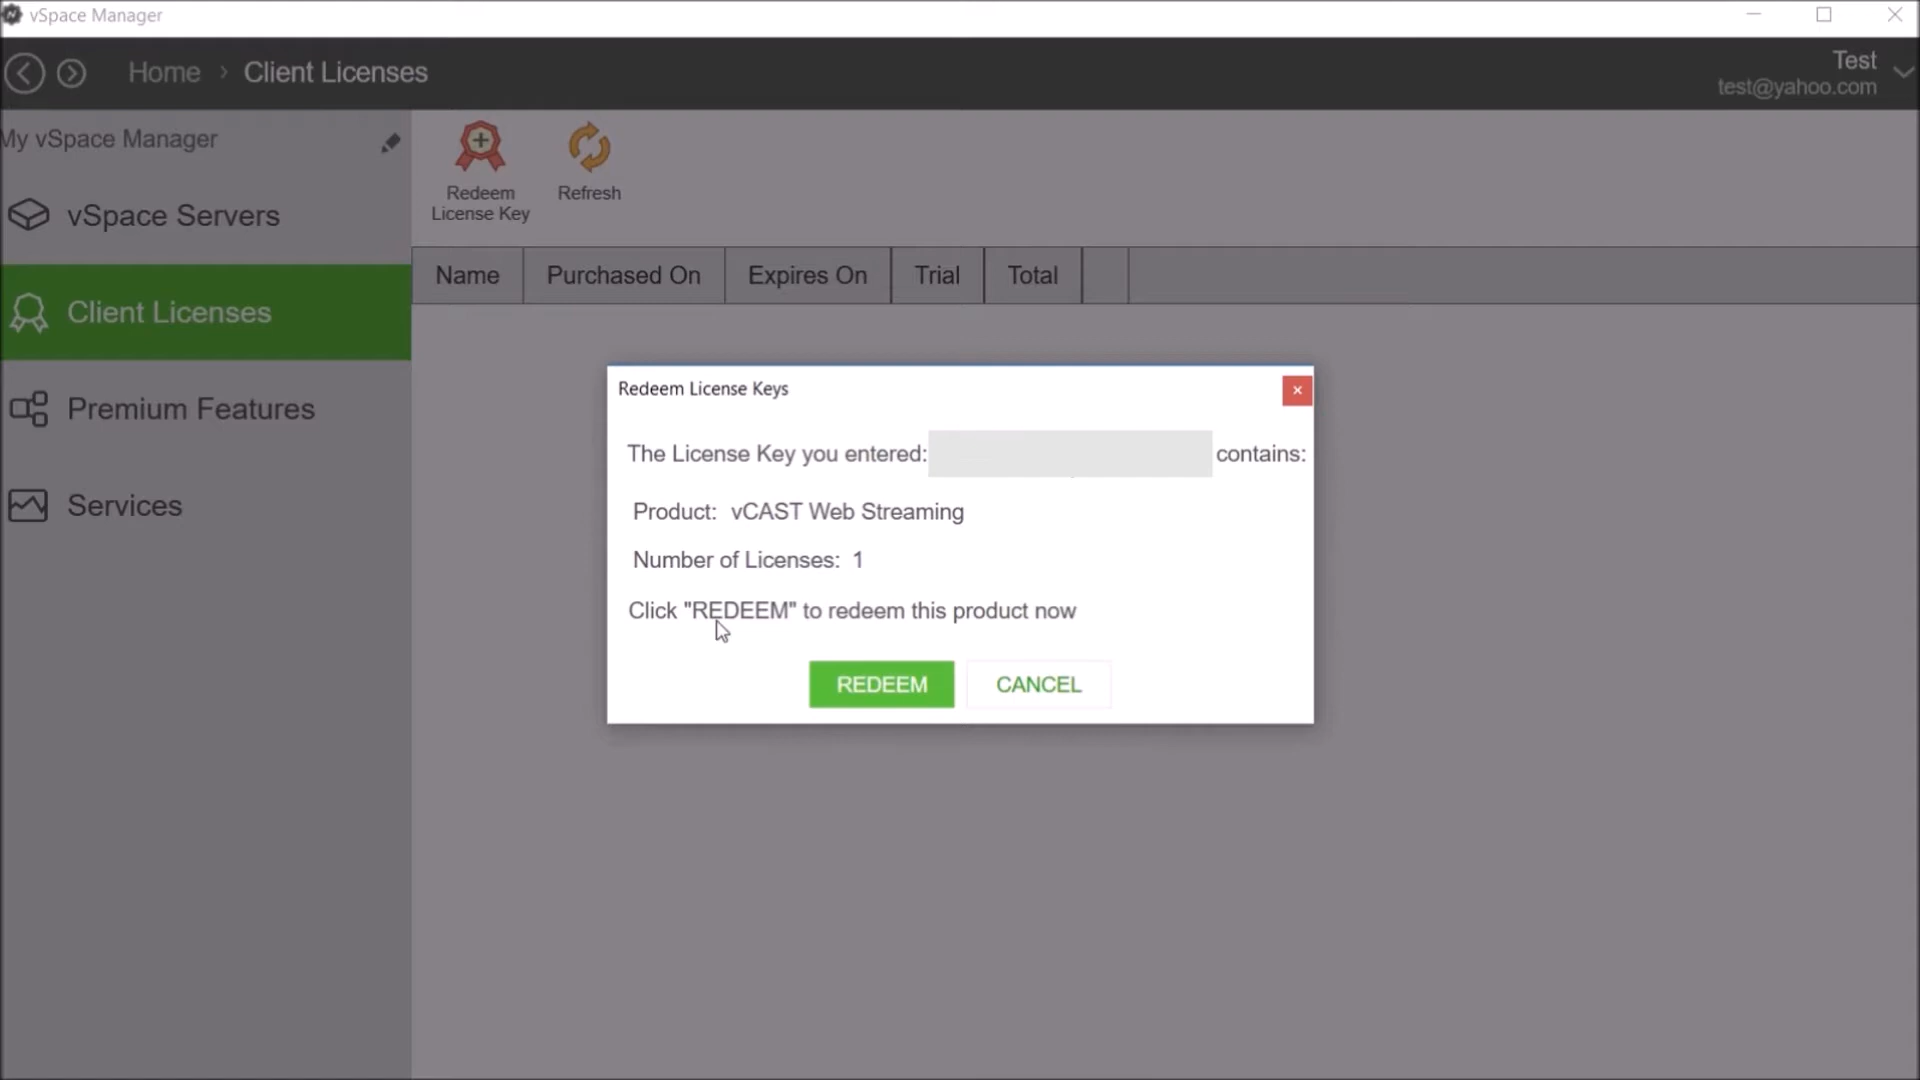 vSpace Manager
Home > Client Licenses
Test
test@yahoo.com
My vSpace Manager
vSpace Servers
Client Licenses
Premium Features
Services
Redeem
License Key
Refresh
Name Purchased On Expires On Trial Total
Redeem License Keys
The License Key you entered: contains:
Product: vCAST Web Streaming
Number of Licenses: 1
Click "REDEEM" to redeem this product now
REDEEM CANCEL